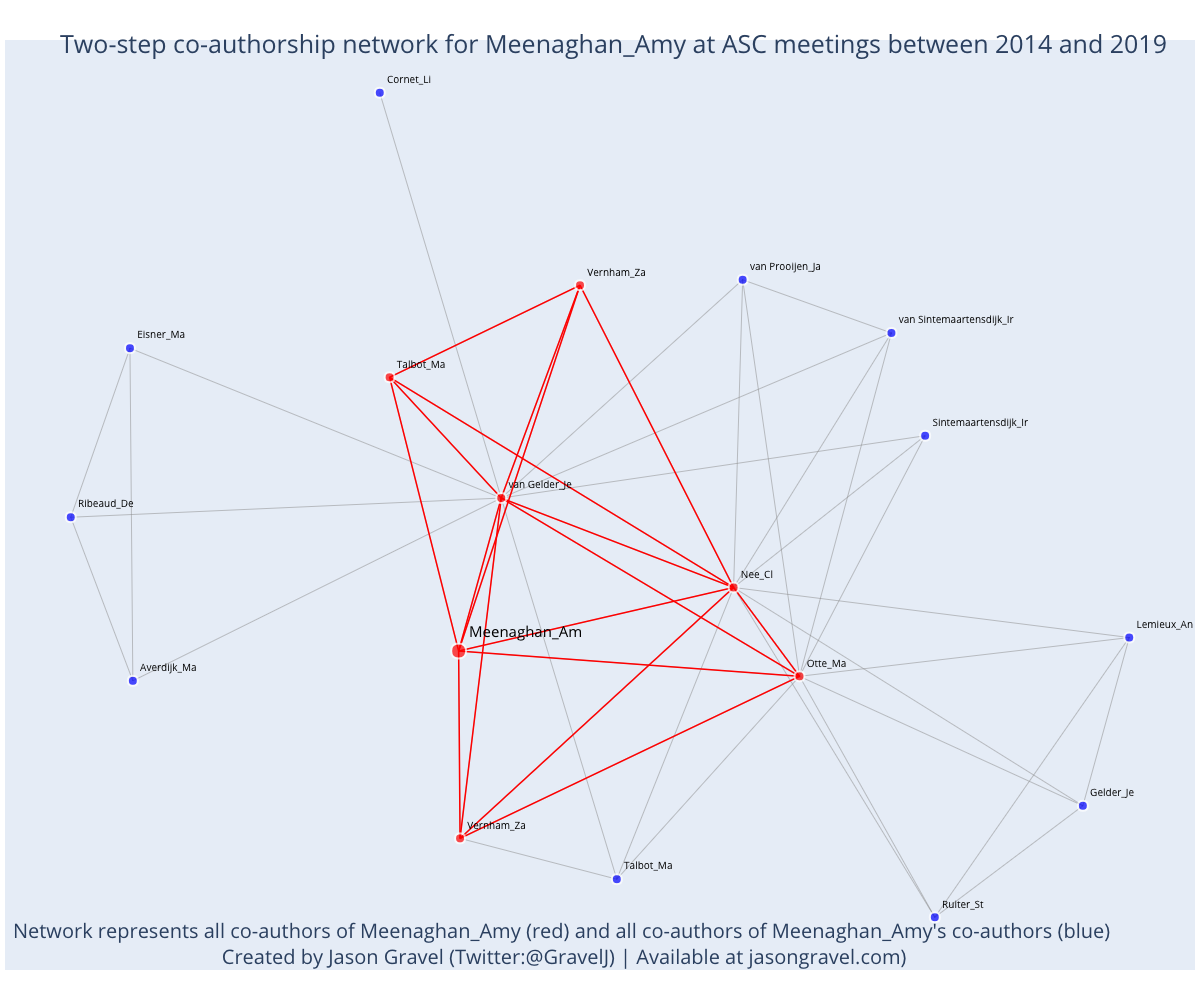 Two-step co-authorship network for Meenaghan_Amy at ASC meetings between 2014 and 2019
Cornet_Li
van Prooijen_Ja
Vernham_Za
van Sintemaartensdijk_Ir
Eisner_Ma
Talbot_Ma
Sintemaartensdijk_Ir
van Gelder_Je
Ribeaud_De
Nee_Cl
Lemieux_An
Meenaghan_Am
Otte_Ma
Averdijk_Ma
Gelder_Je
Vernham_Za
Talbot_Ma
Ruiter_St
Network represents all co-authors of Meenaghan_Amy (red) and all co-authors of Meenaghan_Amy's co-authors (blue)
Created by Jason Gravel (Twitter:@GravelJ) | Available at jasongravel.com)